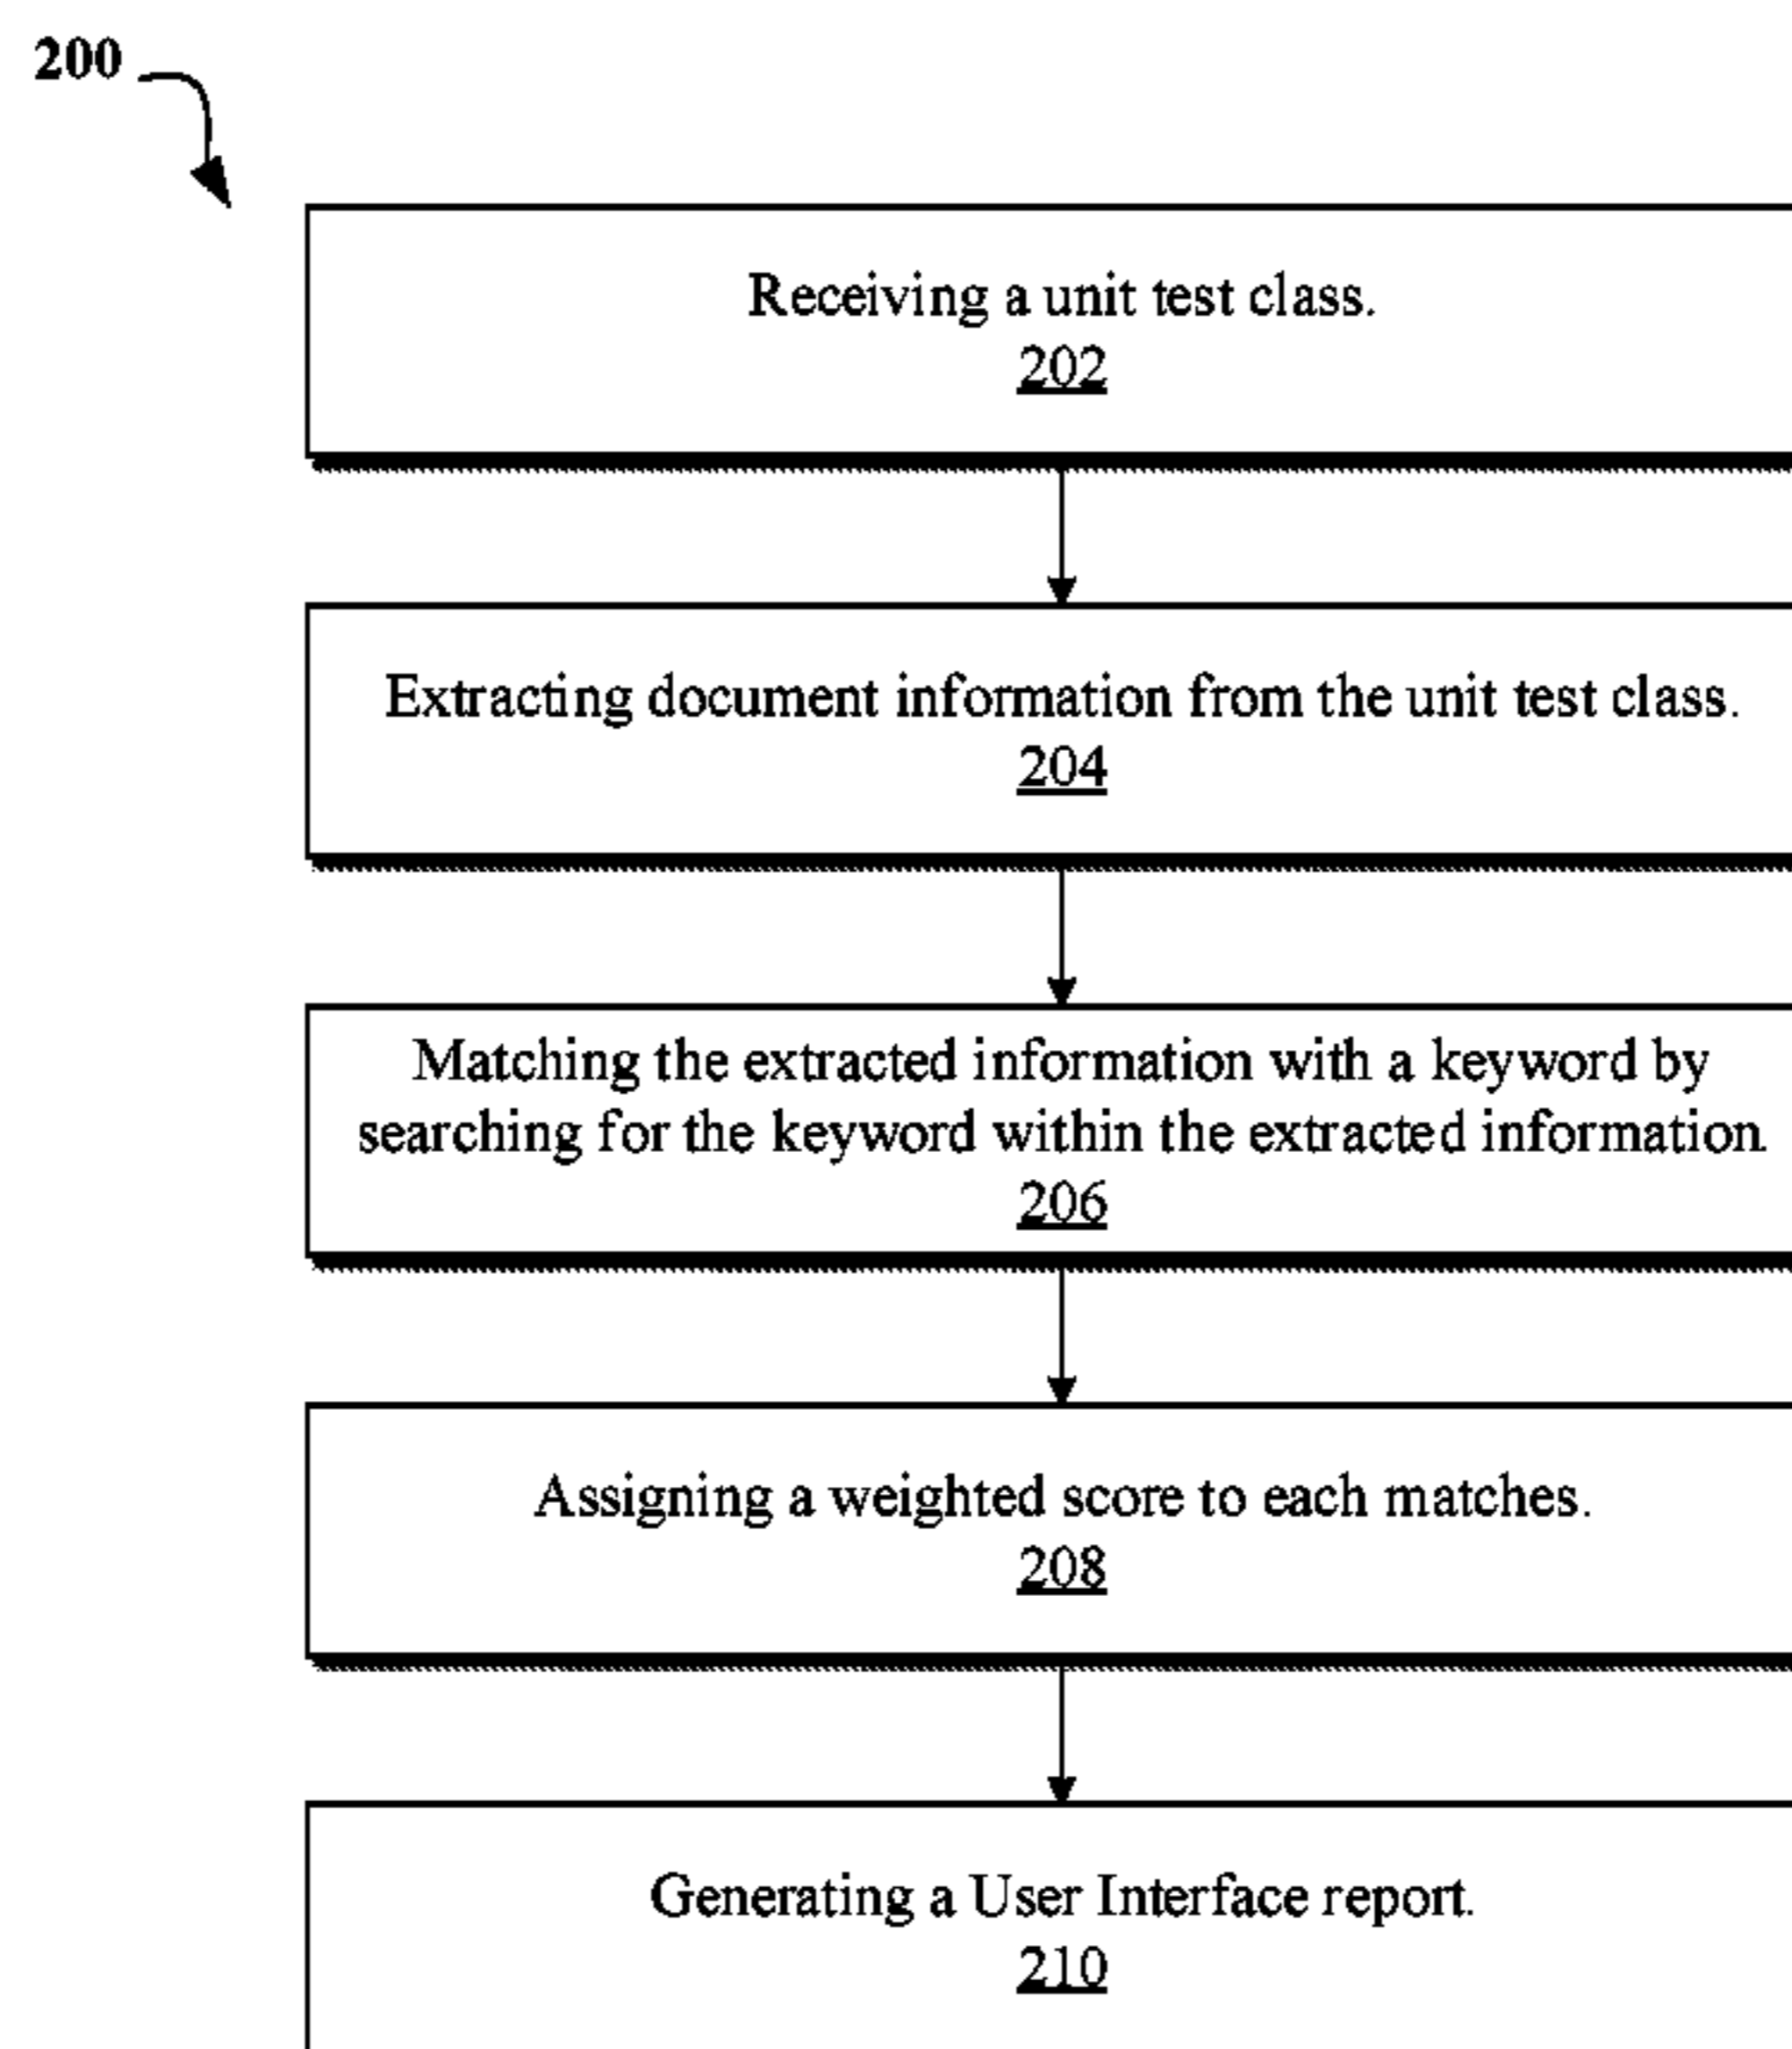 200
Receiving a unit test class.
202
Extracting document information from the unit test class.
204
Matching the extracted information with a keyword by
searching for the keyword within the extracted information.
206
Assigning a weighted score to each matches.
208
Generating a User Interface report.
210